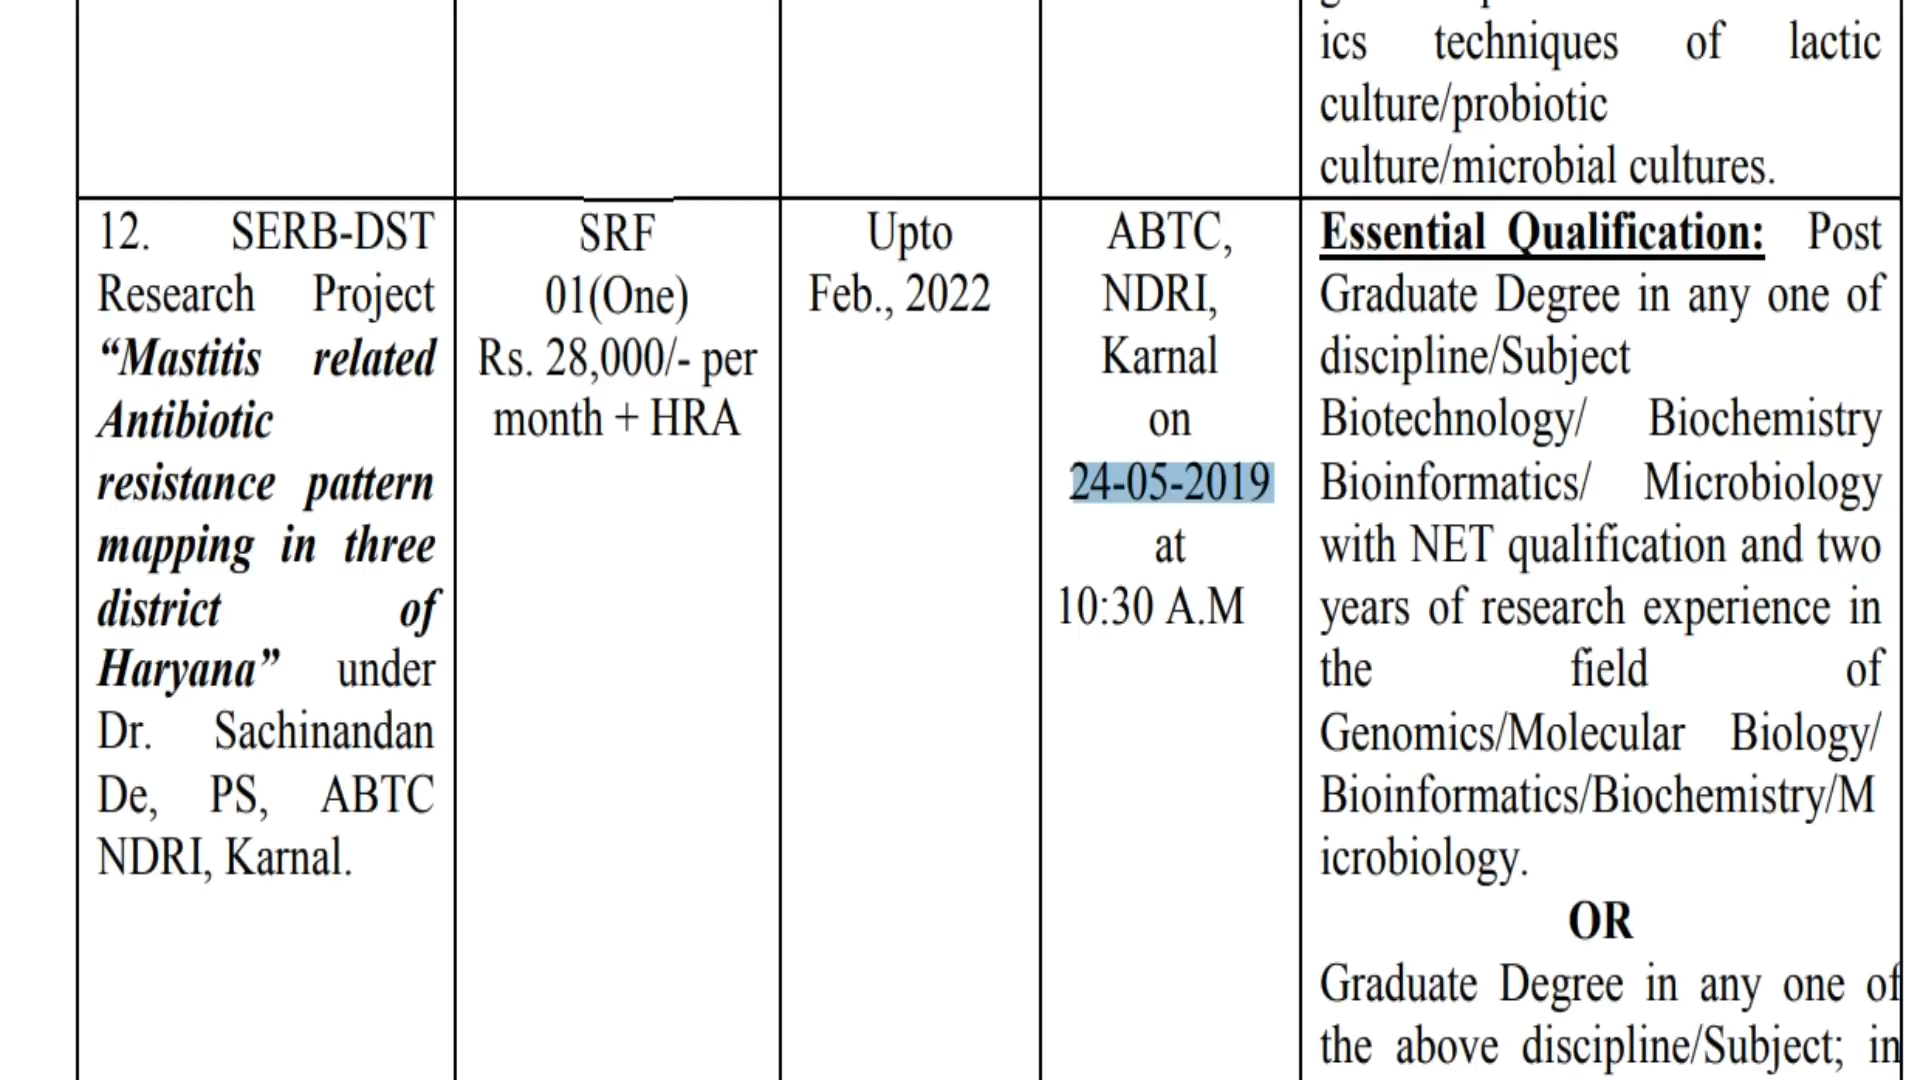 ics techniques of lactic
culture/probiotic
culture/microbial cultures.
12. SERB-DST
Research Project
“Mastitis related
Antibiotic
resistance pattern
mapping in three
district of
Haryana” under
Dr. Sachinandan
De, PS, ABTC
NDRI, Karnal.
SRF
01(One)
Rs. 28,000/- per
month + HRA
Upto
Feb., 2022
ABTC,
NDRI,
Karnal
on
24-05-2019
at
10:30 A.M
Essential Qualification: Post
Graduate Degree in any one of
discipline/Subject
Biotechnology/ Biochemistry
Bioinformatics/ Microbiology
with NET qualification and two
years of research experience in
the field of
Genomics/Molecular Biology/
Bioinformatics/Biochemistry/M
icrobiology.
OR
Graduate Degree in any one of
the above discipline/Subject; in